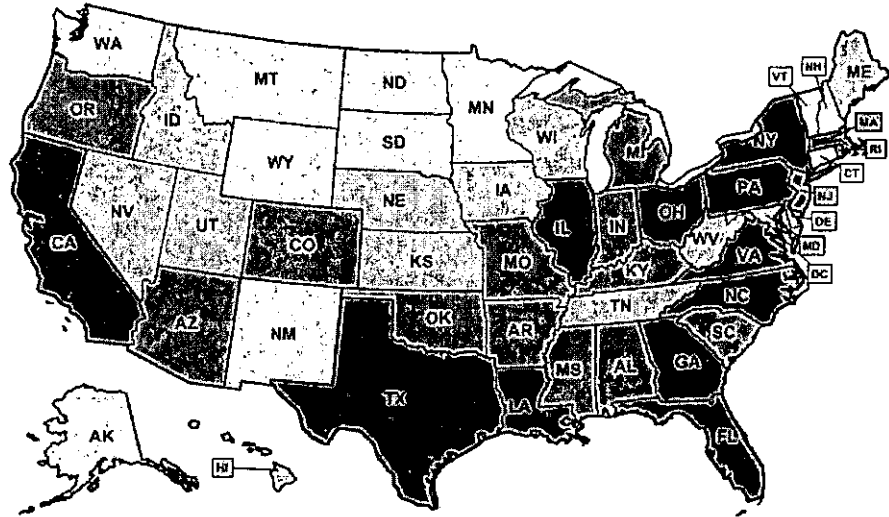 WA
MT
ND
MN
VT
NH
ME
OR
ID
SD
WI
MI
NY
MA
RI
WY
CT
IA
PA
NJ
NE
NV
UT
CO
IL
IN
OH
DE
WV
MD
CA
KS
MO
KY
VA
DC
NC
TN
AZ
NM
OK
AR
SC
MS
AL
GA
TX
LA
AK
FL
HI